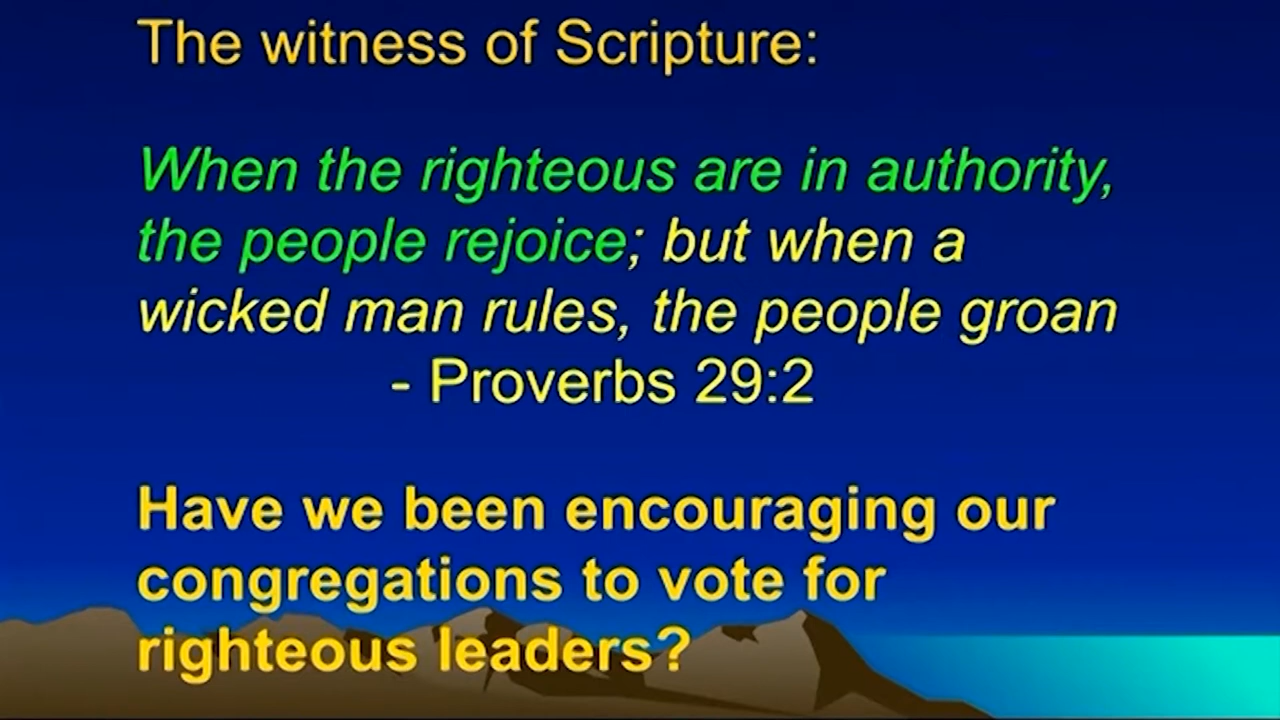 The witness of Scripture:
When the righteous are in authority,
the people rejoice; but when a
wicked man rules, the people groan
- Proverbs 29:2
Have we been encouraging our
congregations to vote for
righteous leaders?